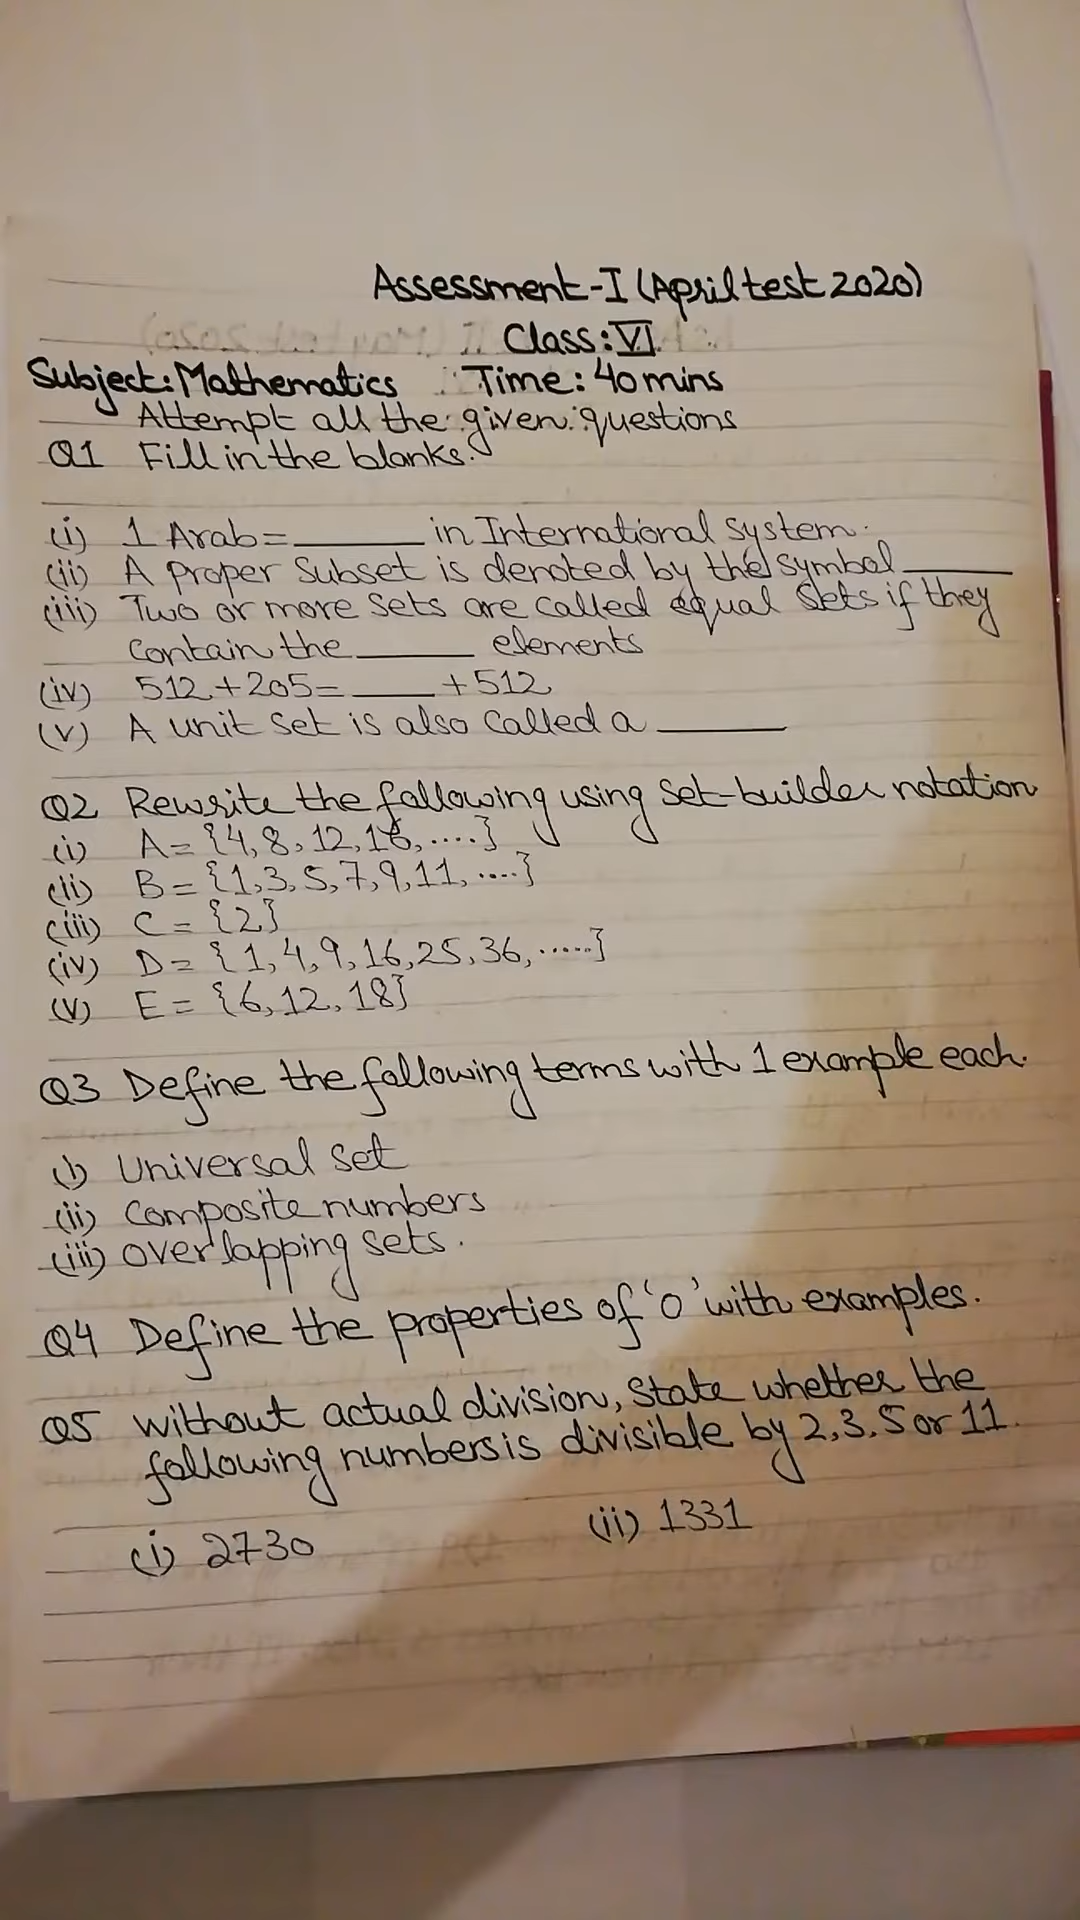 Assessment-I (April test 2020)
Class: VI
Subject: Mathematics Time: 40 mins
Attempt all the given questions
Q1 Fill in the blanks.
(i) 1 Arab = ______ in International system.
(ii) A proper Subset is denoted by the symbol ______
(iii) Two or more sets are called equal sets if they
contain the ______ elements
(iv) 512+205= ____ +512
(v) A unit set is also called a ______
Q2 Rewrite the following using set-builder notation
(i) A = {4, 8, 12, 16, ....}
(ii) B = {1, 3, 5, 7, 9, 11, ....}
(iii) C = {2}
(iv) D = {1, 4, 9, 16, 25, 36, .....}
(v) E = {6, 12, 18}
Q3 Define the following terms with 1 example each.
(i) Universal set
(ii) Composite numbers
(iii) overlapping sets.
Q4 Define the properties of '0' with examples.
Q5 without actual division, State whether the
following numbers is divisible by 2, 3, 5 or 11.
(i) 2730 (ii) 1331